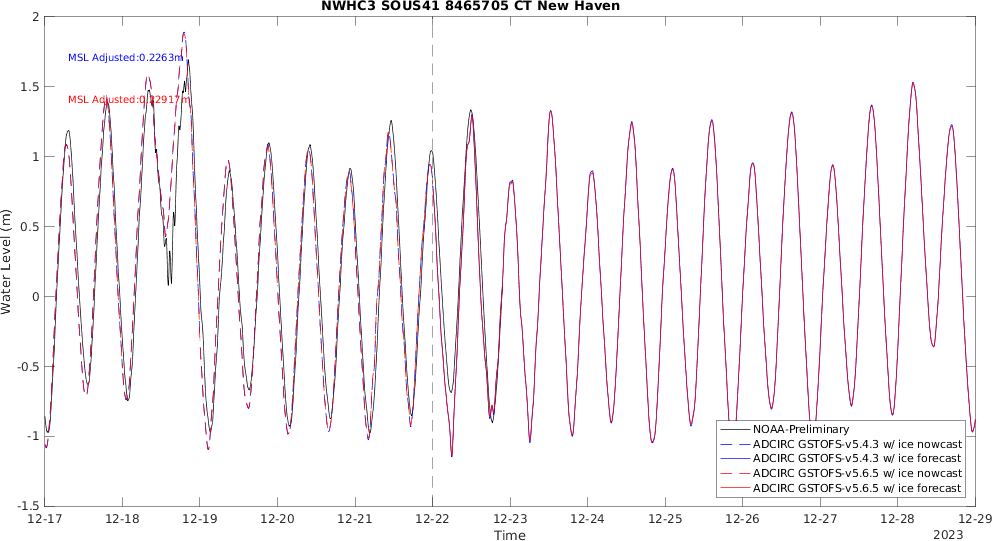 NWHC3 SOUS41 8465705 CT New Haven
2
MSL Adjusted:0.2263m
1.5
MSL Adjusted:0.22917m
1
0.5
0
-0.5
-1
-1.5
Water Level (m)
NOAA-Preliminary
ADCIRC GSTOFS-v5.4.3 w/ ice nowcast
ADCIRC GSTOFS-v5.4.3 w/ ice forecast
ADCIRC GSTOFS-v5.6.5 w/ ice nowcast
ADCIRC GSTOFS-v5.6.5 w/ ice forecast
12-17 12-18 12-19 12-20 12-21 12-22 12-23 12-24 12-25 12-26 12-27 12-28 12-29
Time
2023